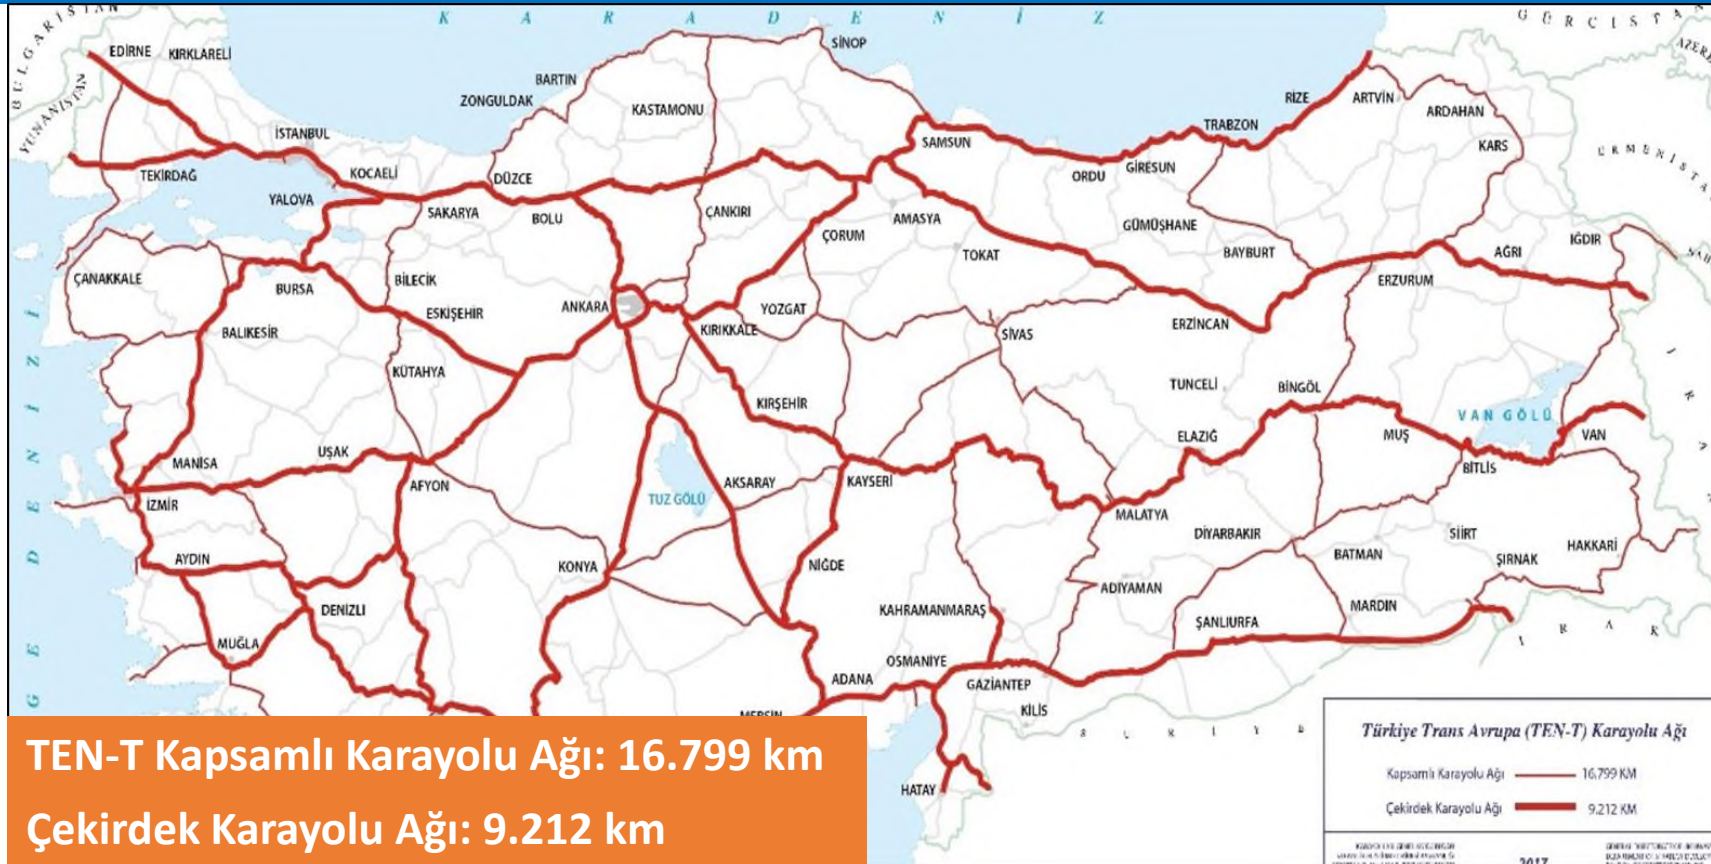 K A R A D E N İ Z
BULGARİSTAN
YUNANİSTAN
GÜRCİSTA
EDİRNE
KIRKLARELİ
SİNOP
BARTIN
ZONGULDAK
KASTAMONU
RİZE
ARTVİN
ARDAHAN
TRABZON
İSTANBUL
SAMSUN
KARS
TEKİRDAĞ
KOCAELİ
DÜZCE
ORDU
GİRESUN
YALOVA
SAKARYA
BOLU
ÇANKIRI
AMASYA
GÜMÜŞHANE
ÇORUM
TOKAT
BAYBURT
AĞRI
IĞDIR
ÇANAKKALE
BURSA
BİLECİK
ERZURUM
ESKİŞEHİR
ANKARA
YOZGAT
BALIKESİR
KIRIKKALE
SİVAS
ERZİNCAN
KÜTAHYA
TUNCELİ
BİNGÖL
KIRŞEHİR
VAN GÖLÜ
MANİSA
UŞAK
ELAZIĞ
MUŞ
VAN
BİTLİS
AFYON
AKSARAY
KAYSERİ
TUZ GÖLÜ
İZMİR
MALATYA
DİYARBAKIR
SİİRT
HAKKARİ
AYDIN
KONYA
NİĞDE
BATMAN
ŞIRNAK
ADIYAMAN
DENİZLİ
KAHRAMANMARAŞ
MARDİN
ŞANLIURFA
MUĞLA
OSMANİYE
ADANA
GAZİANTEP
MERSİN
KİLİS
HATAY
I R A K
İ R A N
G E D E N İ Z İ
TEN-T Kapsamlı Karayolu Ağı: 16.799 km
Çekirdek Karayolu Ağı: 9.212 km
Türkiye Trans Avrupa (TEN-T) Karayolu Ağı
Kapsamlı Karayolu Ağı 16.799 KM
Çekirdek Karayolu Ağı 9.212 KM
2017